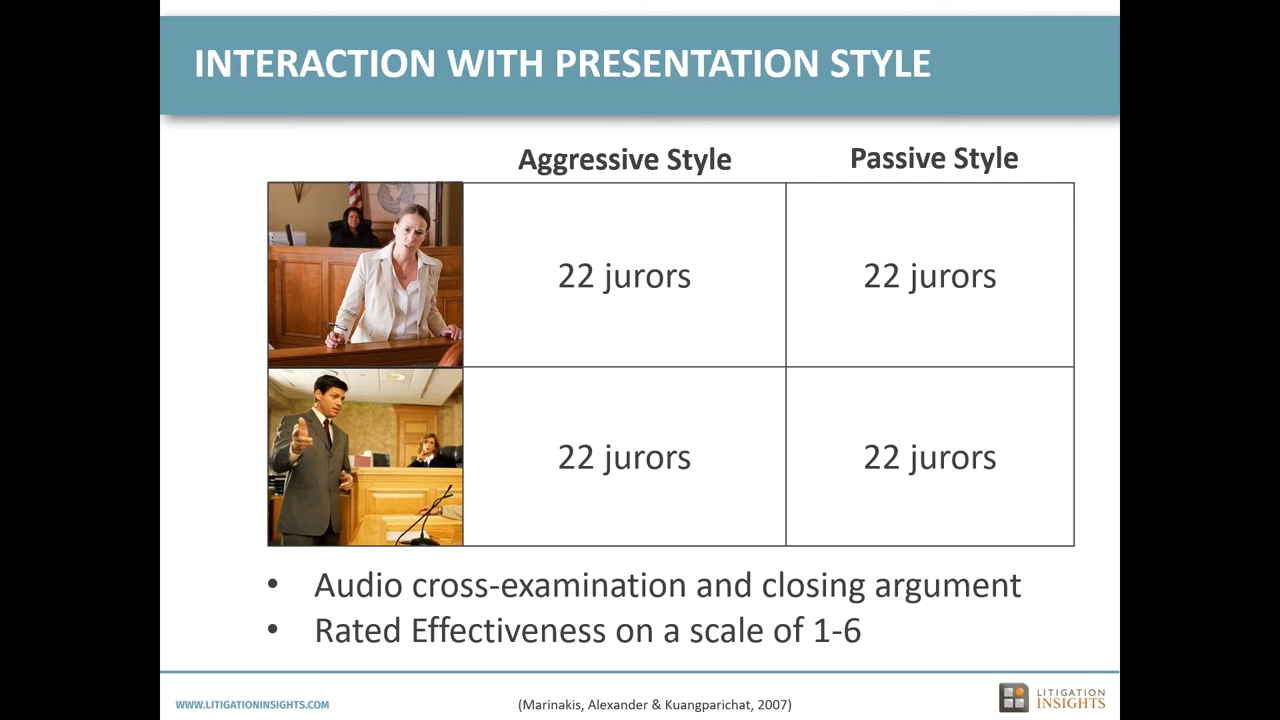 INTERACTION WITH PRESENTATION STYLE
Aggressive Style
Passive Style
22 jurors
22 jurors
22 jurors
22 jurors
• Audio cross-examination and closing argument
• Rated Effectiveness on a scale of 1-6
WWW.LITIGATIONINSIGHTS.COM
(Marinakis, Alexander & Kuangparichat, 2007)
LITIGATION
INSIGHTS